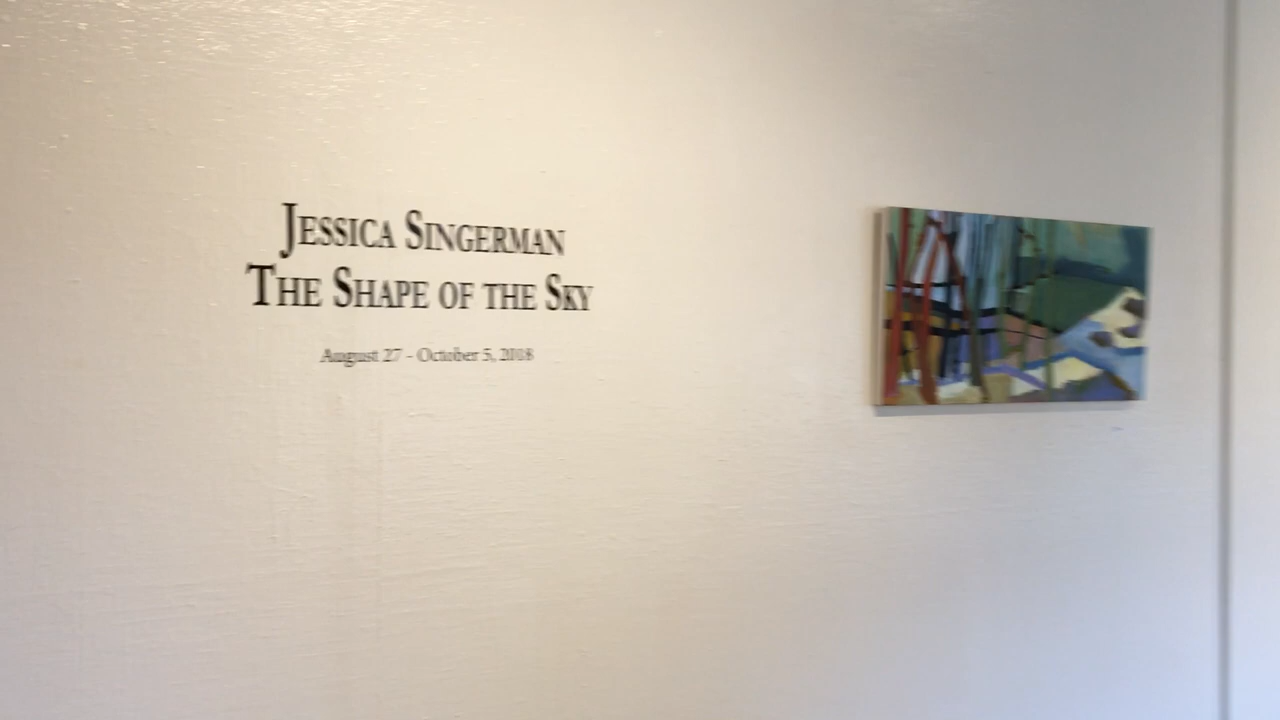 Jessica Singerman
The Shape of the Sky
August 27 - October 5, 2018